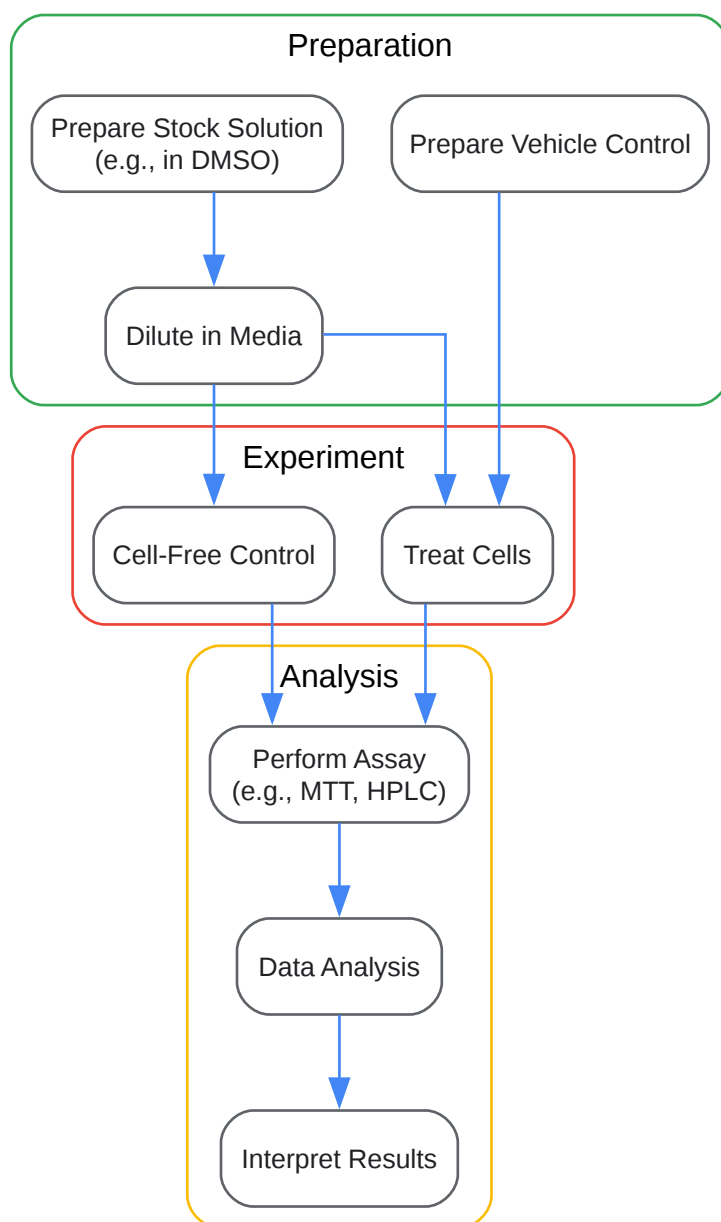 Preparation
Prepare Stock Solution
(e.g., in DMSO)
Prepare Vehicle Control
Dilute in Media
Experiment
Cell-Free Control
Treat Cells
Analysis
Perform Assay
(e.g., MTT, HPLC)
Data Analysis
Interpret Results